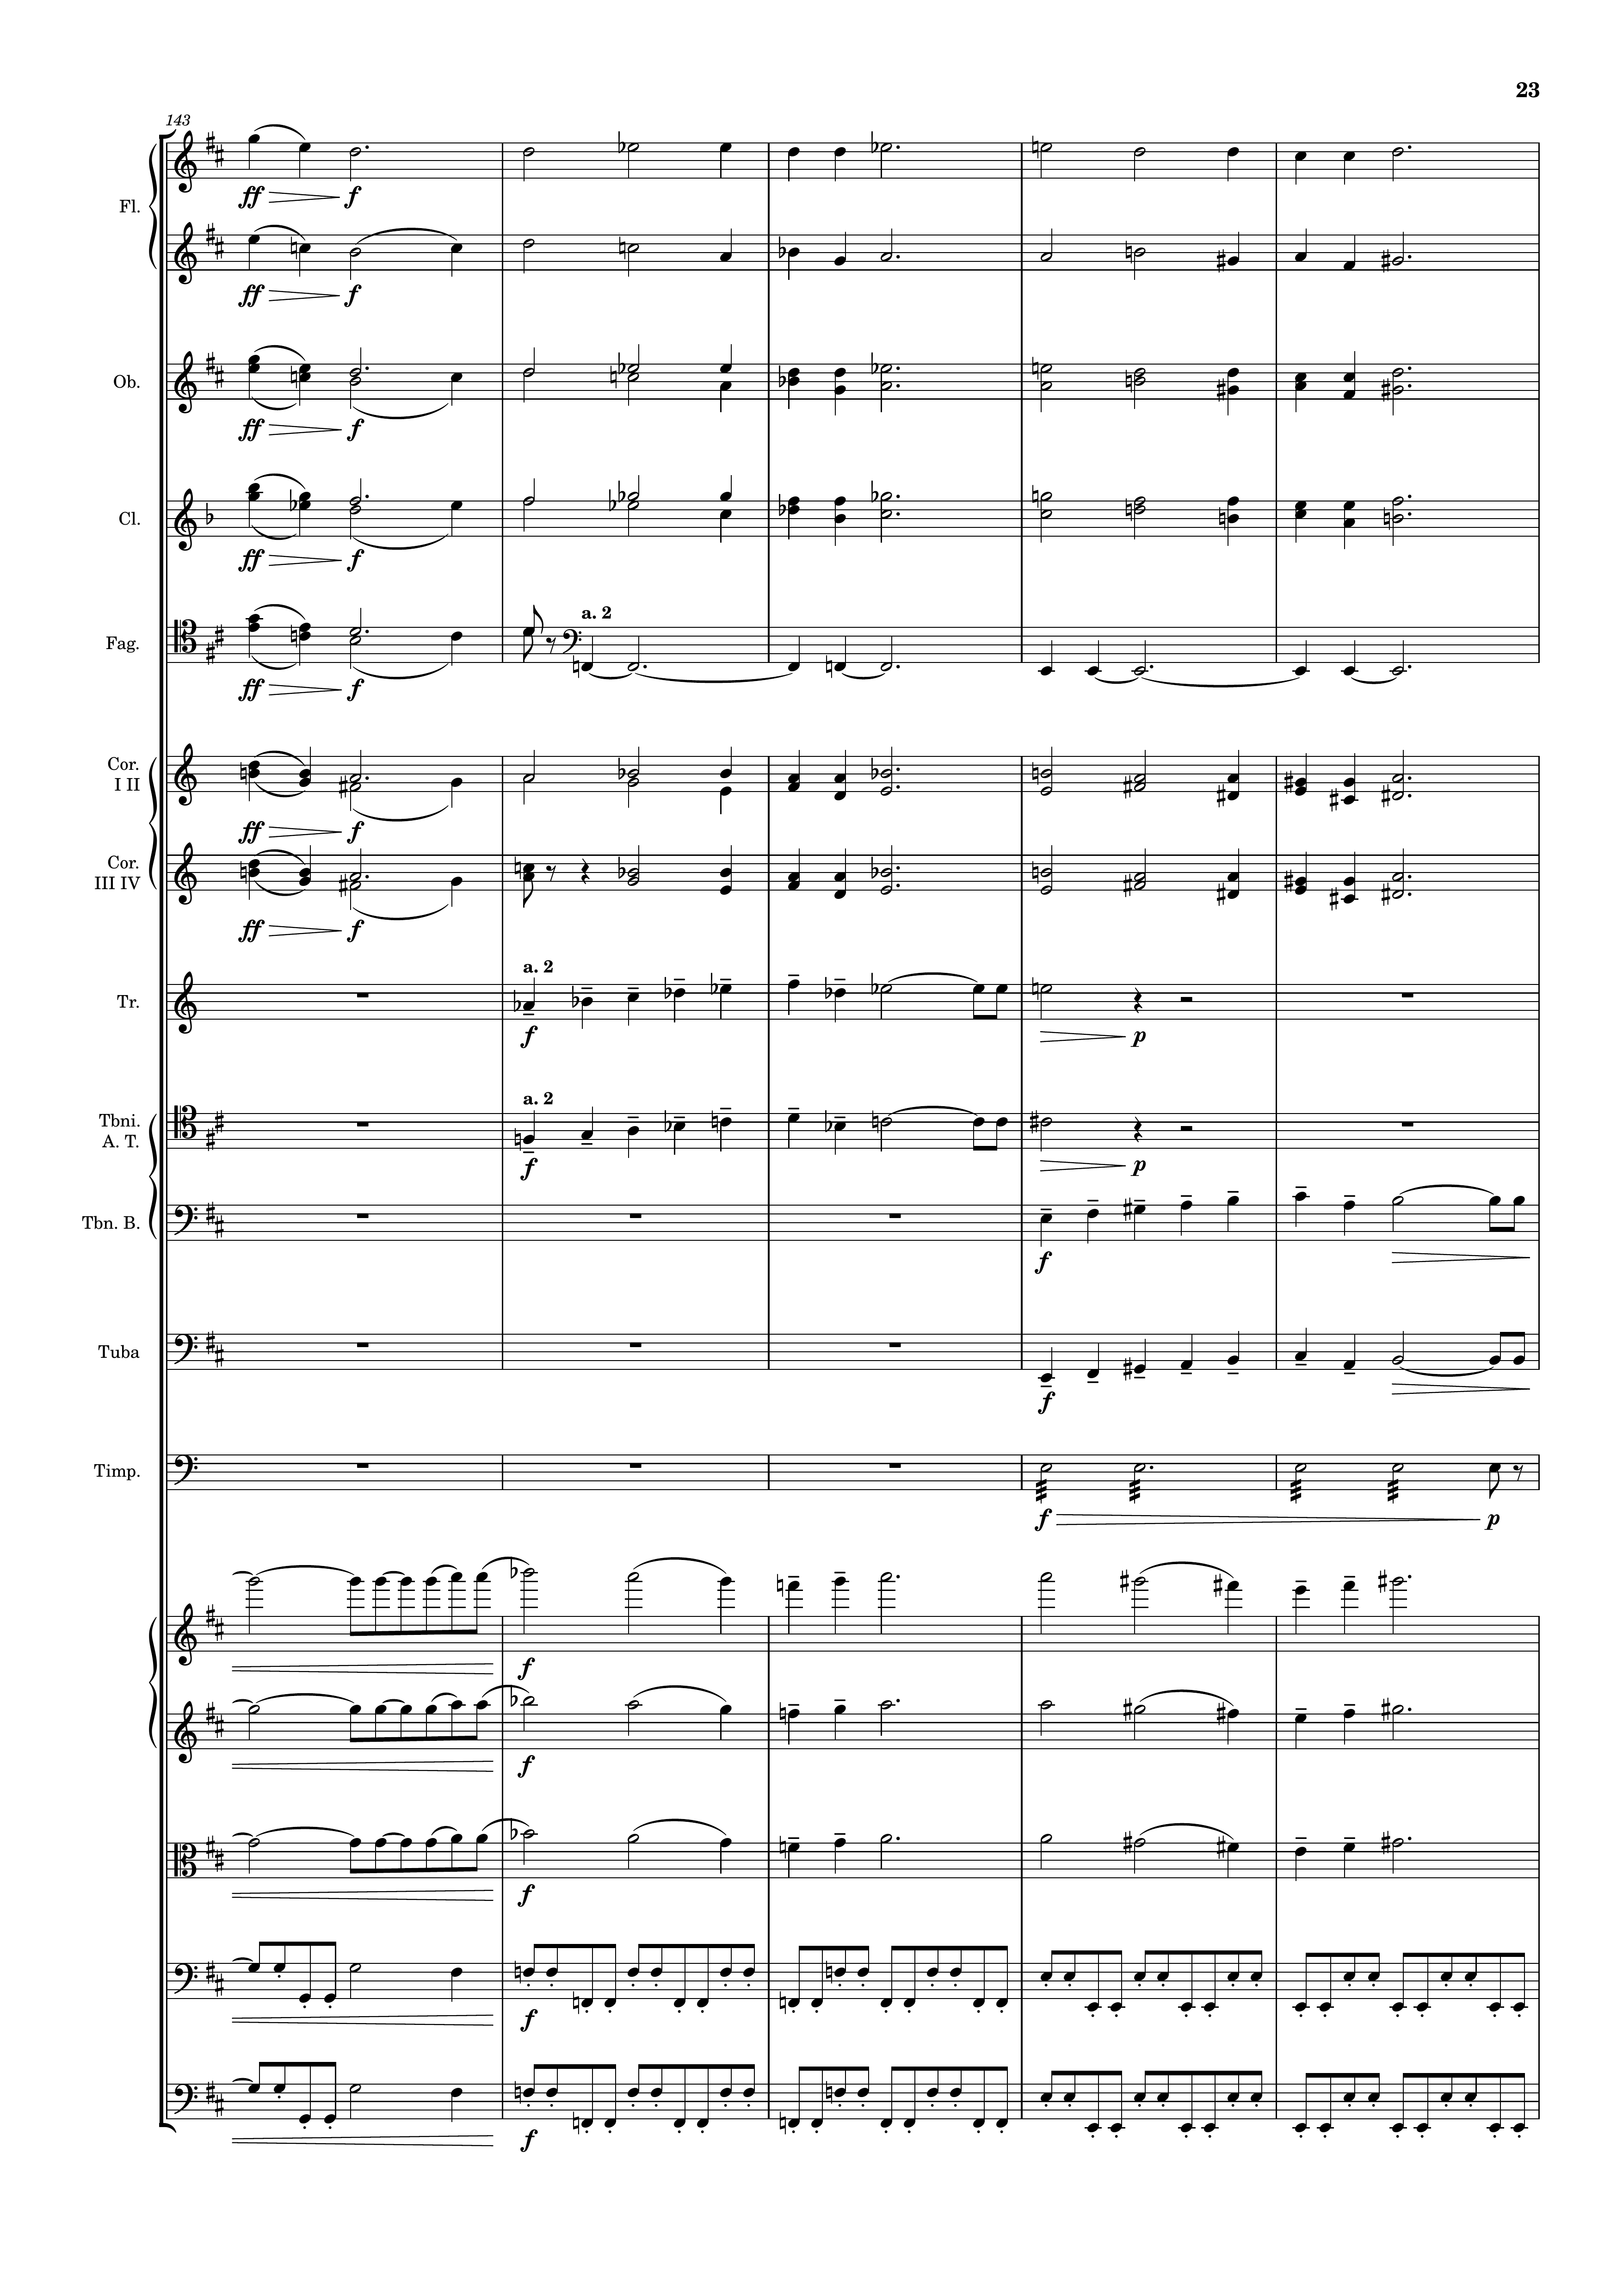 23
143
Fl.
ff f
ff f
Ob.
ff f
Cl.
ff f
a. 2
Fag.
ff f
Cor.
I II
ff f
Cor.
III IV
ff f
a. 2
Tr.
f p
a. 2
Tbni.
A. T.
f p
Tbn. B.
f
Tuba
f
Timp.
f p
f
f
f
f
f